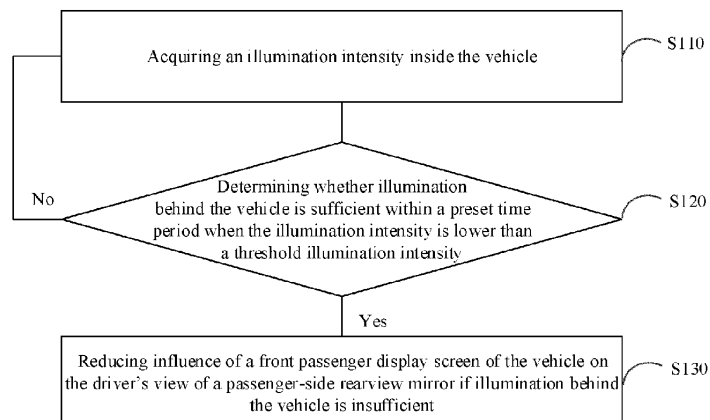 Acquiring an illumination intensity inside the vehicle
S110
No
Determining whether illumination
behind the vehicle is sufficient within a preset time
period when the illumination intensity is lower than
a threshold illumination intensity
S120
Yes
Reducing influence of a front passenger display screen of the vehicle on
the driver's view of a passenger-side rearview mirror if illumination behind
the vehicle is insufficient
S130